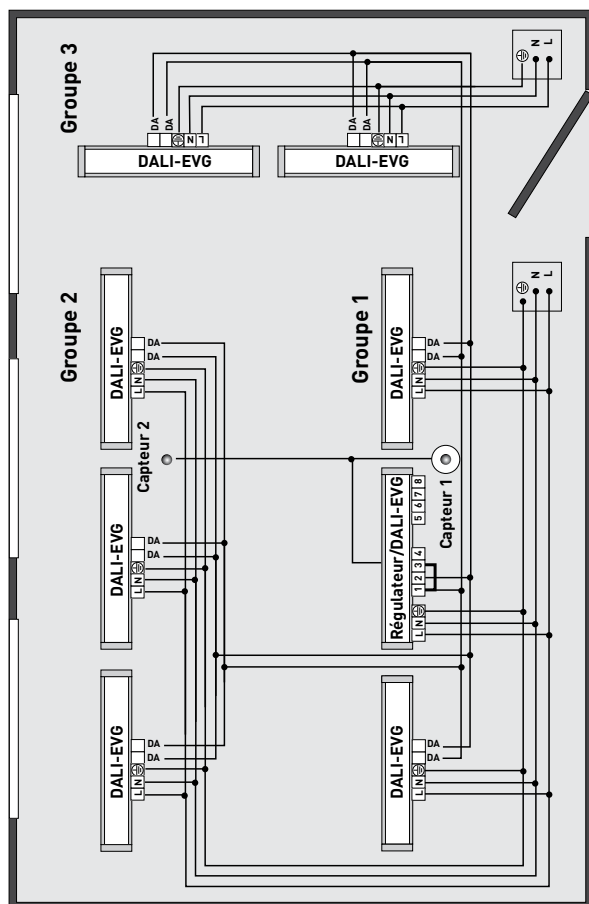 Groupe 3
DA
DA
N
L
DALI-EVG
DA
DA
N
L
DALI-EVG
N
L
Groupe 2
DALI-EVG
DA
DA
N
L
Groupe 1
DALI-EVG
DA
DA
N
L
N
L
Capteur 2
Capteur 1
DALI-EVG
DA
DA
N
L
Régulateur/DALI-EVG
8
7
6
5
4
3
2
1
N
L
DALI-EVG
DA
DA
N
L
DALI-EVG
DA
DA
N
L